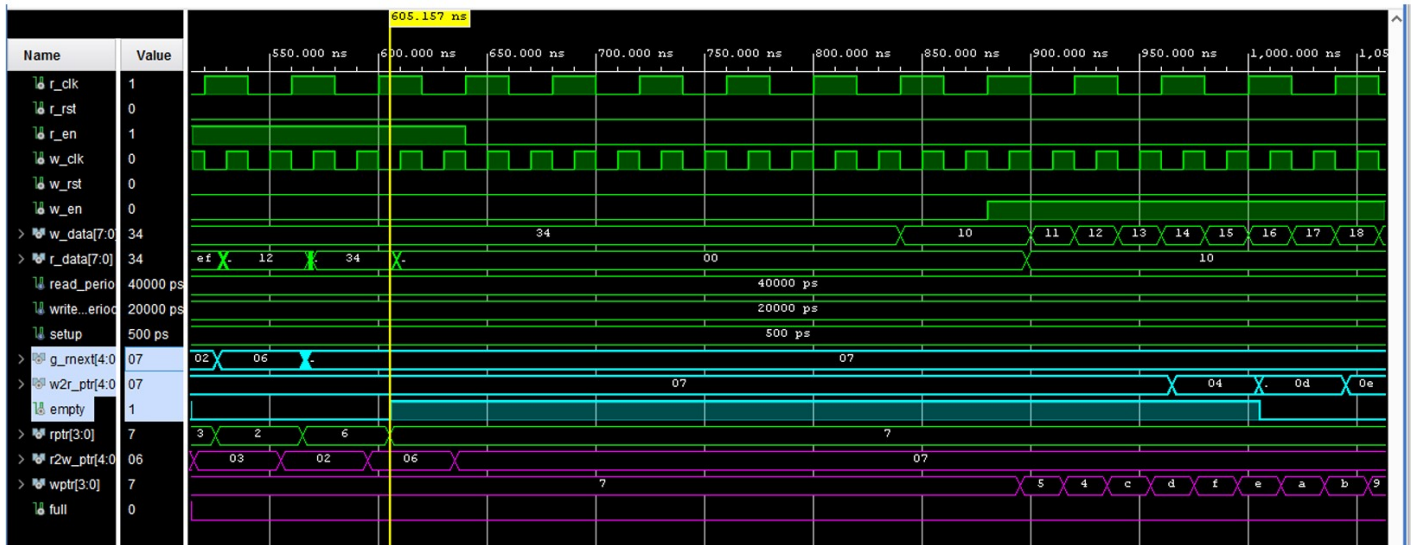 605.157 ns
Name Value
550.000 ns 600.000 ns 650.000 ns 700.000 ns 750.000 ns 800.000 ns 850.000 ns 900.000 ns 950.000 ns 1,000.000 ns 1,05
r_clk 1
r_rst 0
r_en 1
w_clk 0
w_rst 0
w_en 0
w_data[7:0 34 34 10 11 12 13 14 15 16 17 18
r_data[7:0] 34 ef . 12 . 34 . 00 10
read_perio 40000 ps 40000 ps
write...eriod 20000 ps 20000 ps
setup 500 ps 500 ps
g_rnext[4:0 07 02 06 . 07
w2r_ptr[4:0 07 07 04 . 0d 0e
empty 1
rptr[3:0] 7 3 2 6 7
r2w_ptr[4:0 06 03 02 06 07
wptr[3:0] 7 7 5 4 c d f e a b 9
full 0